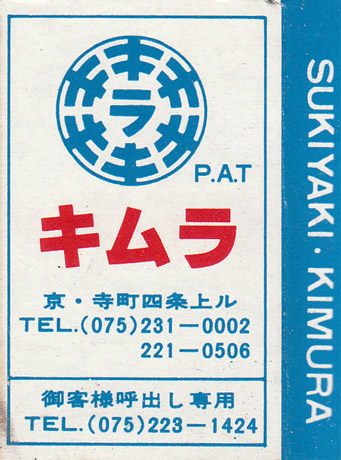 ラ
P.A.T
キムラ
京・寺町四条上ル
TEL.(075)231-0002
221-0506
御客様呼出し専用
TEL.(075)223-1424
SUKIYAKI・KIMURA